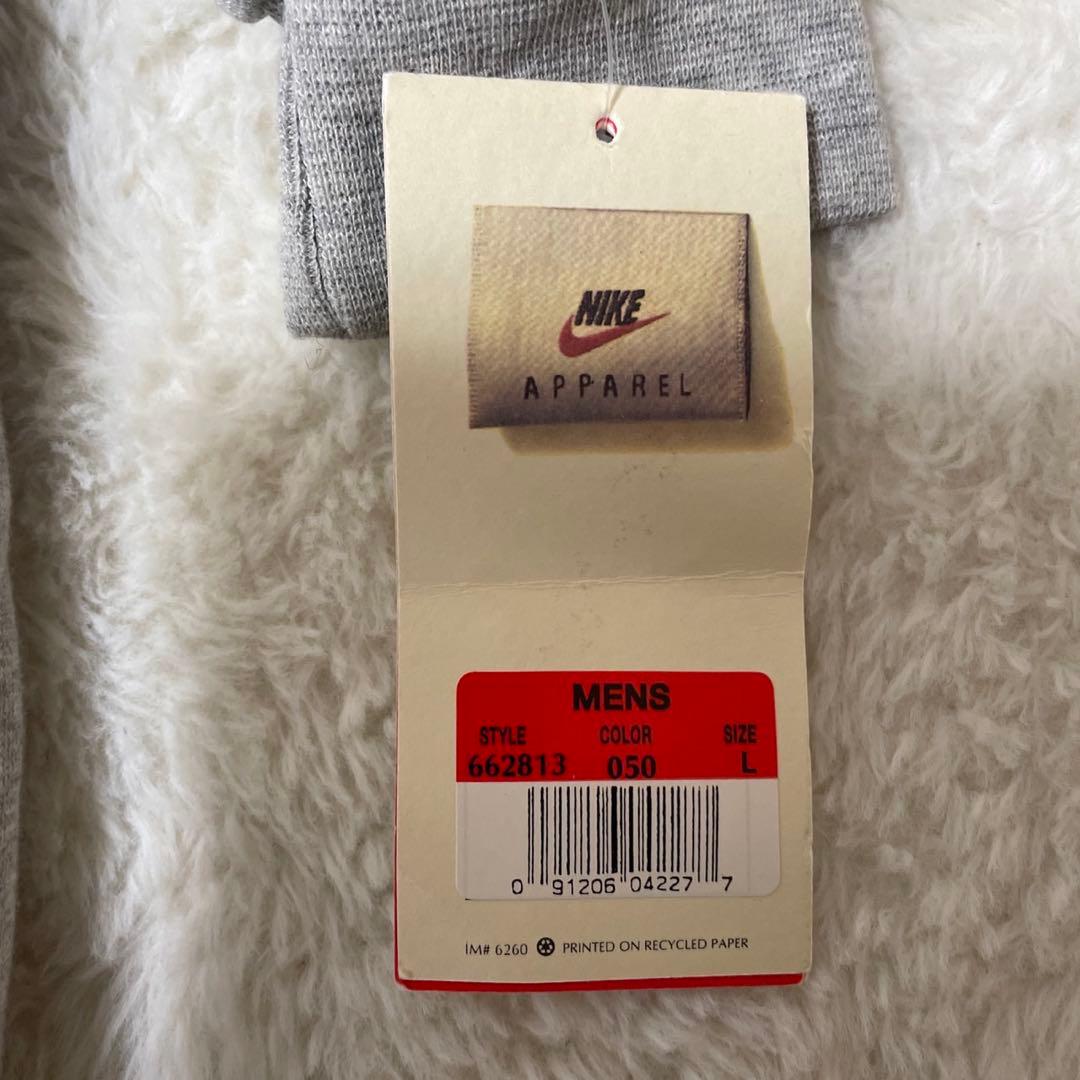 NIKE
APPAREL
MENS
STYLE COLOR SIZE
662813 050 L
0 91206 04227 7
IM# 6260 PRINTED ON RECYCLED PAPER